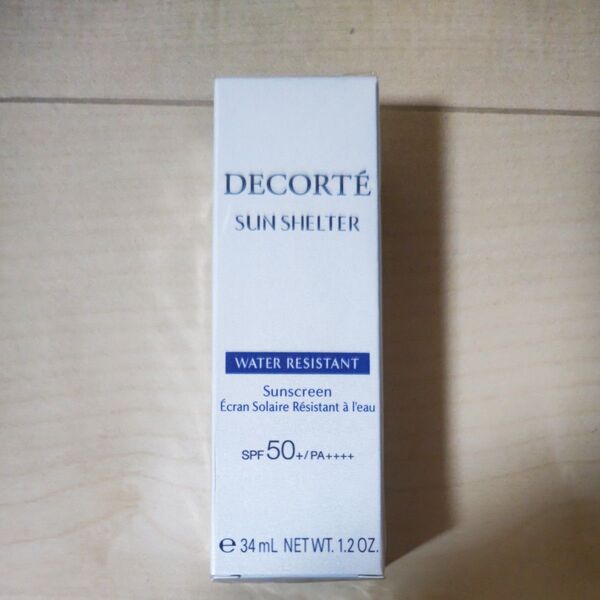 DECORTÉ
SUN SHELTER
WATER RESISTANT
Sunscreen
Écran Solaire Résistant à l'eau
SPF 50+/PA++++
℮ 34 mL NET WT. 1.2 OZ.